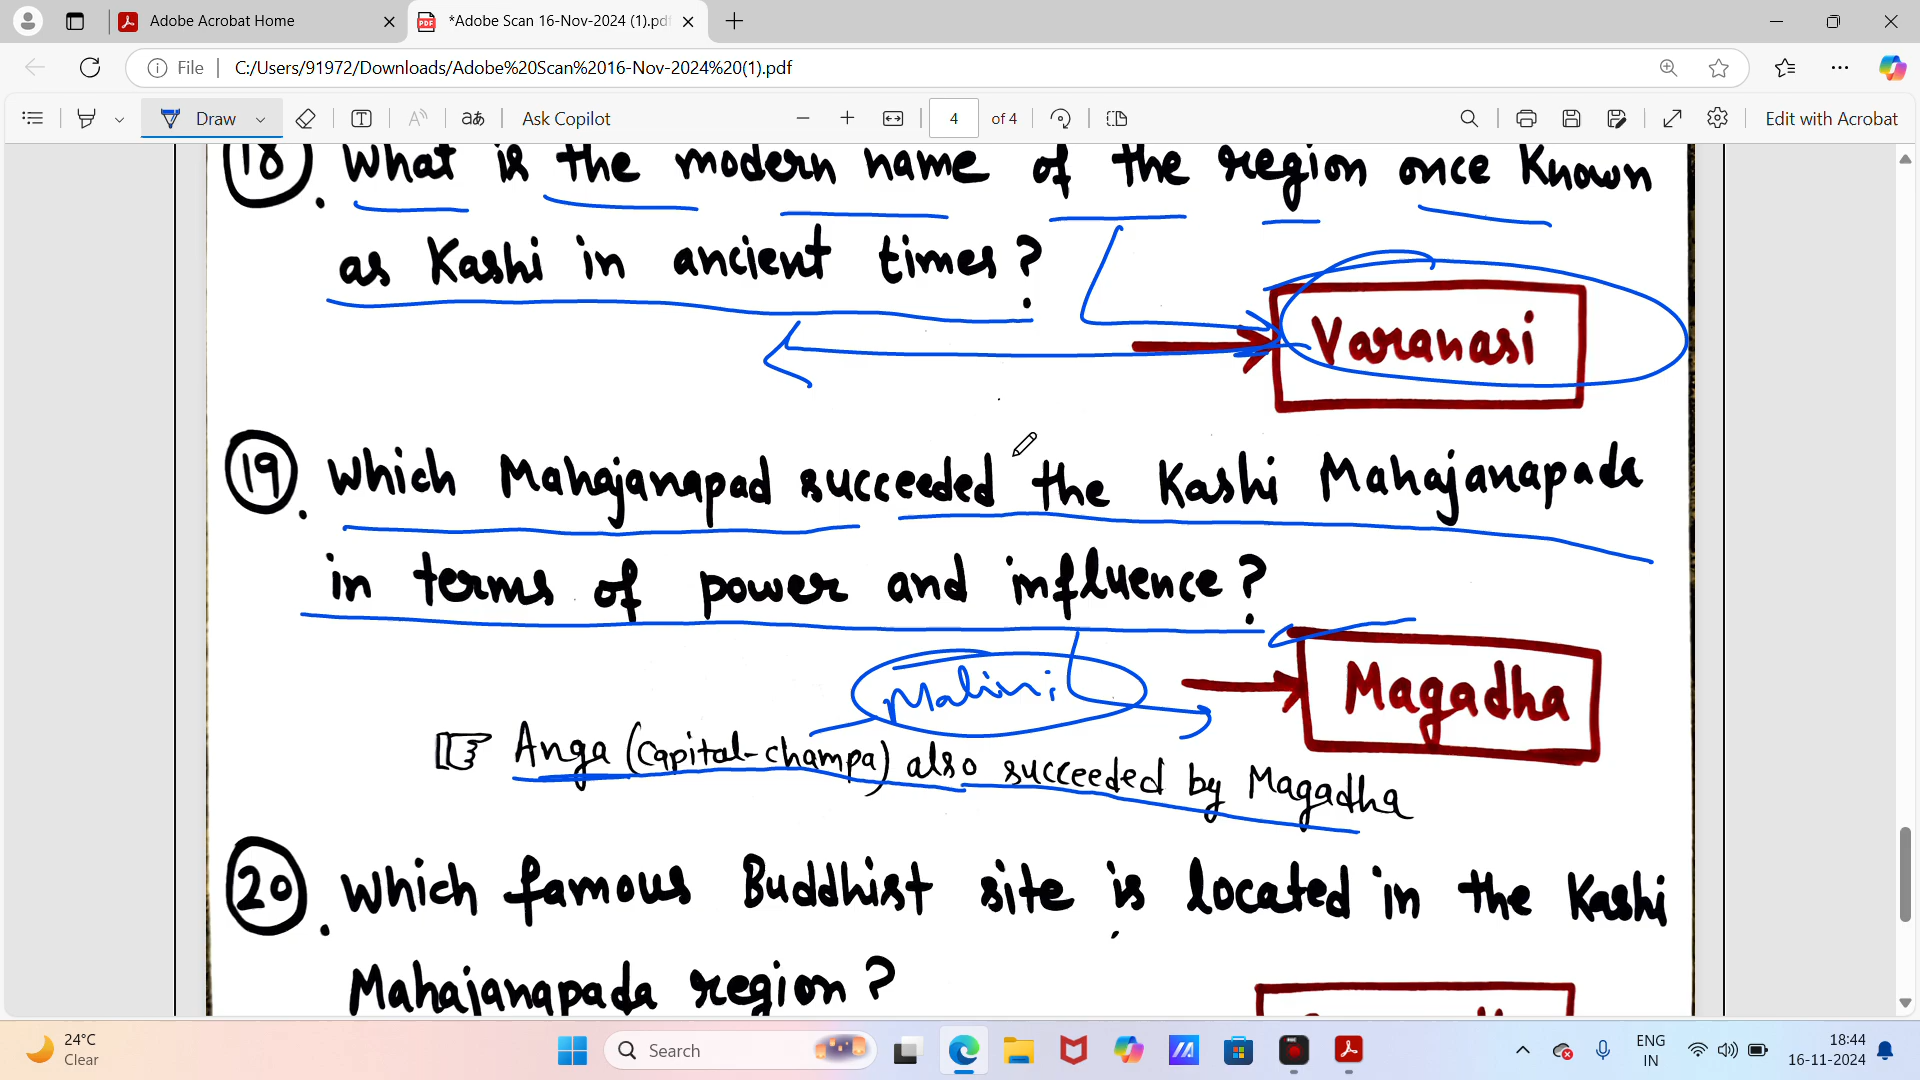 Adobe Acrobat Home
*Adobe Scan 16-Nov-2024 (1).pdf
File
C:/Users/91972/Downloads/Adobe%20Scan%2016-Nov-2024%20(1).pdf
Draw
aあ
Ask Copilot
4 of 4
Edit with Acrobat
18. What is the modern name of the region once known
as Kashi in ancient times?
Varanasi
19. Which Mahajanapad succeeded the Kashi Mahajanapada
in terms of power and influence?
Magadha
Malini
Anga (Capital-champa) also succeeded by Magadha
20. Which famous Buddhist site is located in the Kashi
Mahajanapada region?
24°C
Clear
Search
ENG
IN
18:44
16-11-2024